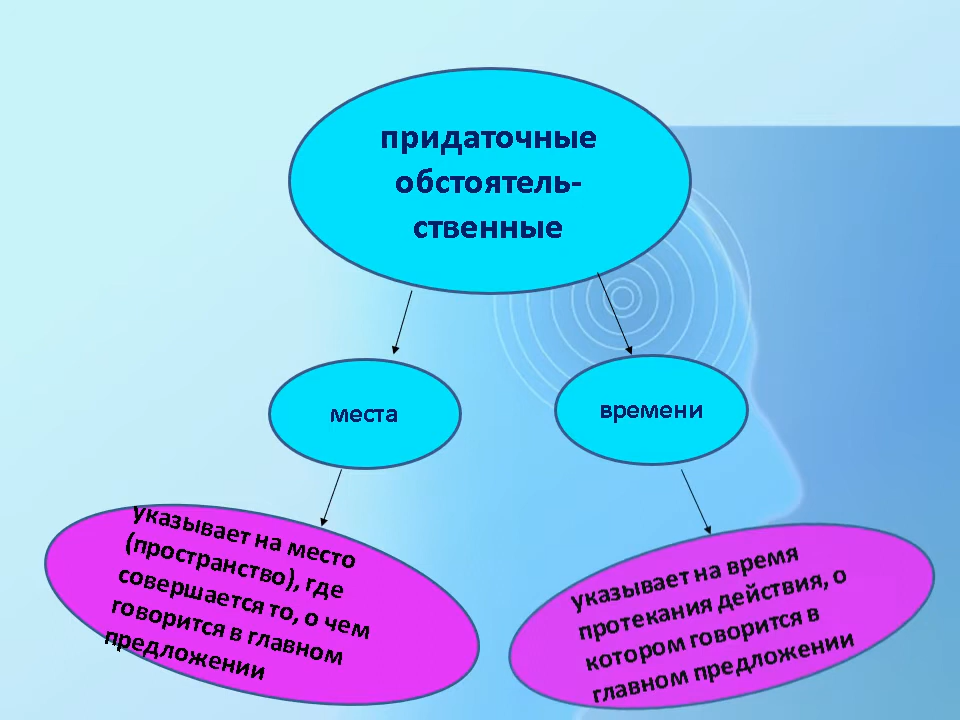 придаточные
обстоятель-
ственные
места
времени
указывает на место
(пространство), где
совершается то, о чем
говорится в главном
предложении
указывает на время
протекания действия, о
котором говорится в
главном предложении